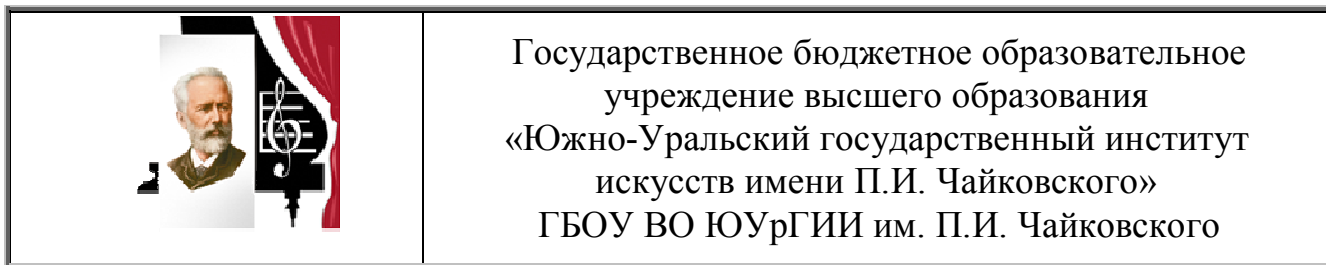 Государственное бюджетное образовательное
учреждение высшего образования
«Южно-Уральский государственный институт
искусств имени П.И. Чайковского»
ГБОУ ВО ЮУрГИИ им. П.И. Чайковского